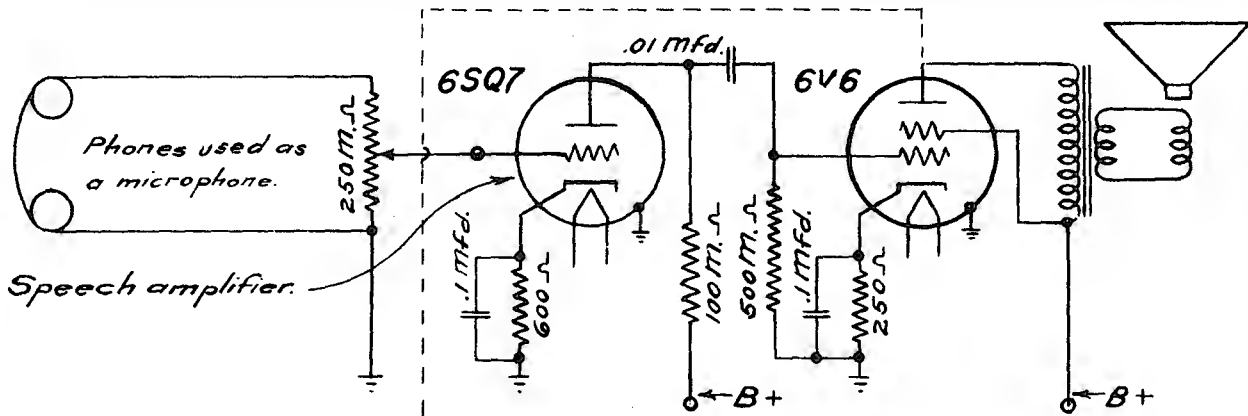 .01 mfd.
6SQ7
6V6
Phones used as
a microphone.
250 M. Ω
Speech amplifier.
.1 mfd.
600 Ω
100 M. Ω
500 M. Ω
.1 mfd.
250 Ω
B+
B+